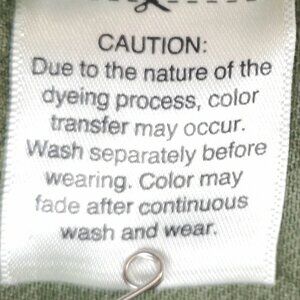 CAUTION:
Due to the nature of the
dyeing process, color
transfer may occur.
Wash separately before
wearing. Color may
fade after continuous
wash and wear.